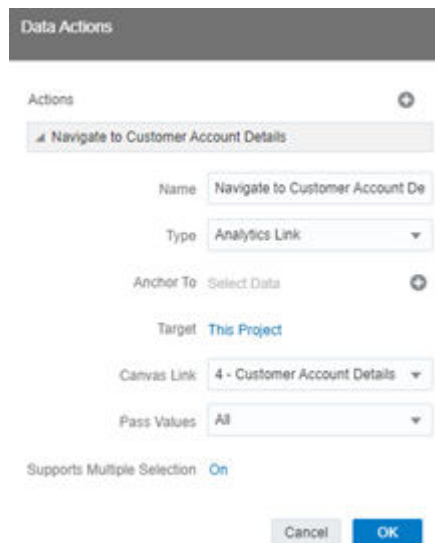 Data Actions
Actions
Navigate to Customer Account Details
Name Navigate to Customer Account De
Type Analytics Link
Anchor To Select Data
Target This Project
Canvas Link 4 - Customer Account Details
Pass Values All
Supports Multiple Selection On
Cancel OK